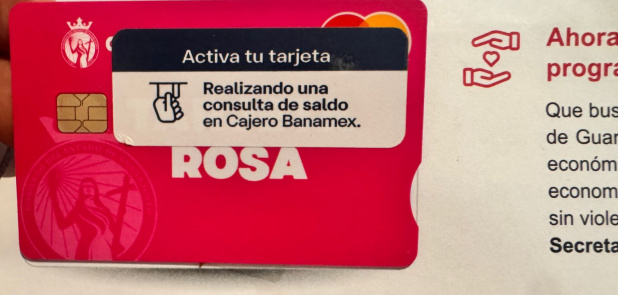 Activa tu tarjeta
Realizando una
consulta de saldo
en Cajero Banamex.
ROSA
Ahora
progra
Que bus
de Guar
económ
econom
sin viole
Secreta